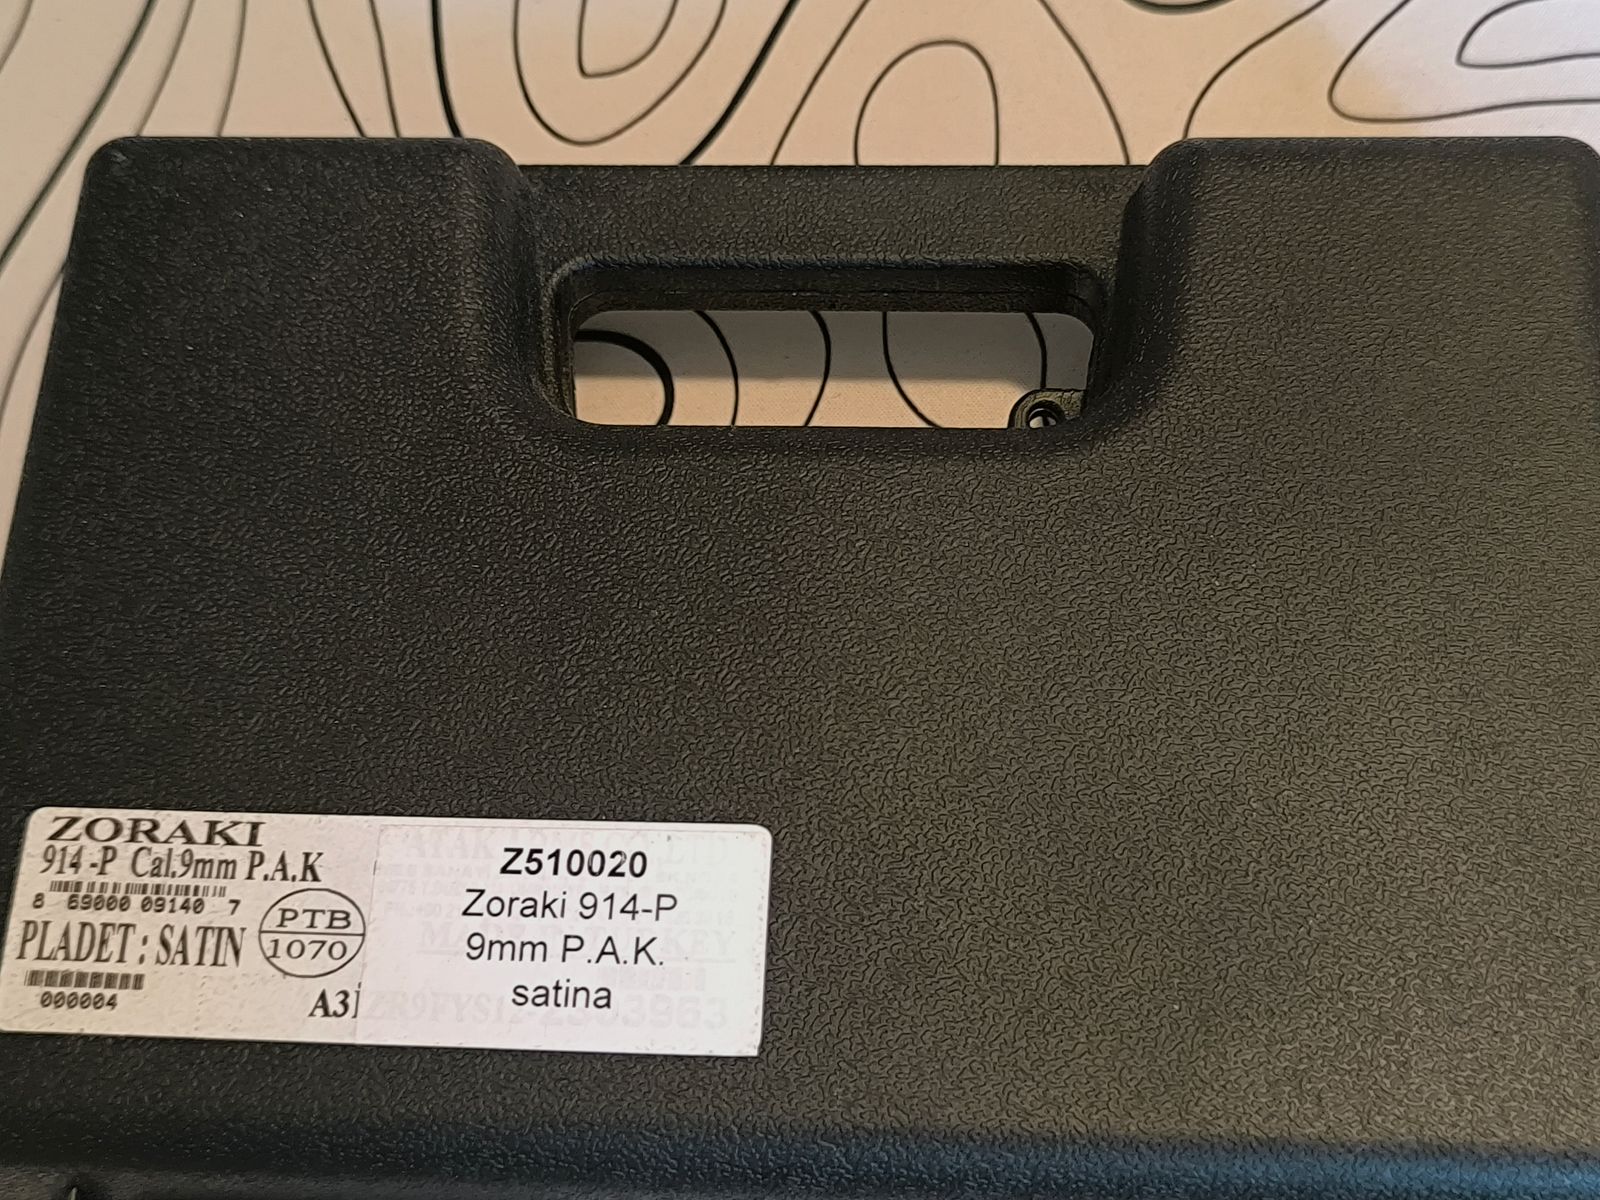 ZORAKI
914-P Cal.9mm P.A.K
8 69000 09140 7
PTB
1070
PLADET: SATIN
000004
A3
Z510020
Zoraki 914-P
9mm P.A.K.
satina